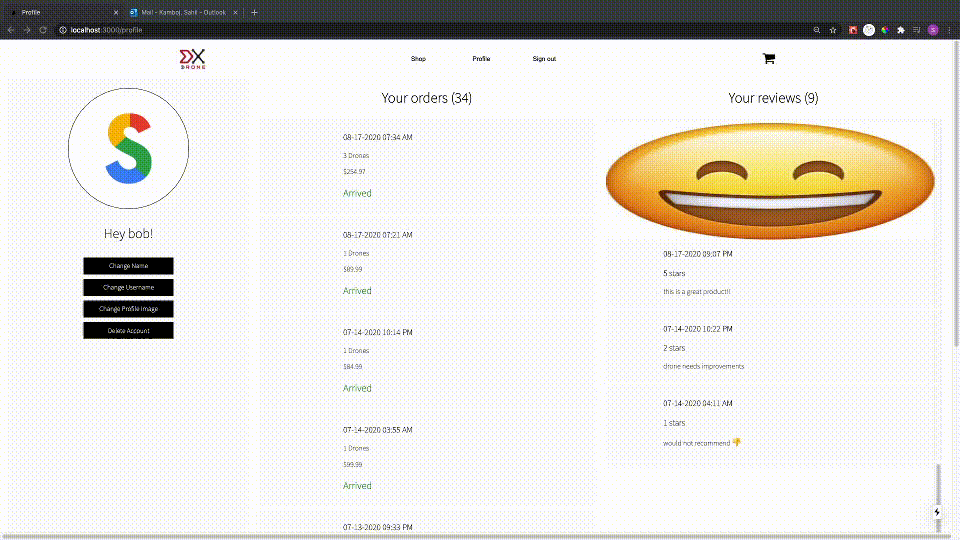 Profile
Mail - Kamboj, Sahil - Outlook
localhost:3000/profile
S
DX
DRONE
Shop
Profile
Sign out
Hey bob!
Change Name
Change Username
Change Profile Image
Delete Account
Your orders (34)
08-17-2020 07:34 AM
3 Drones
$254.97
Arrived
08-17-2020 07:21 AM
1 Drones
$89.99
Arrived
07-14-2020 10:14 PM
1 Drones
$84.99
Arrived
07-14-2020 03:55 AM
1 Drones
$99.99
Arrived
07-13-2020 09:33 PM
Your reviews (9)
08-17-2020 09:07 PM
5 stars
this is a great product!!
07-14-2020 10:22 PM
2 stars
drone needs improvements
07-14-2020 04:11 AM
1 stars
would not recommend 👎